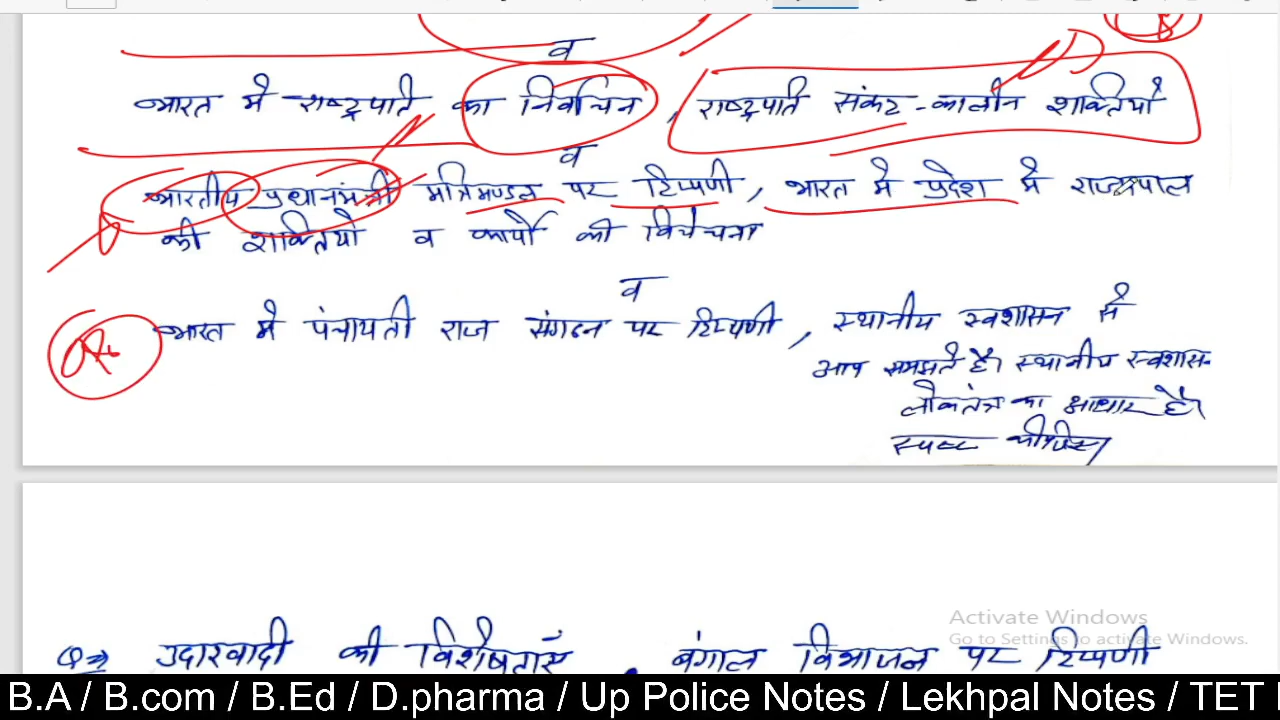 व
भारत में राष्ट्रपति का निर्वाचन , राष्ट्रपति संकट-कालीन शक्तियाँ
व
भारतीय प्रधानमंत्री मंत्रिमण्डल पर टिप्पणी , भारत में प्रदेश में राज्यपाल
की शक्तियों व कार्यों की विवेचना
व
भारत में पंचायती राज संगठन पर टिप्पणी , स्थानीय स्वशासन से
आप समझते है। स्थानीय स्वशासन
लोकतंत्र का आधार है।
स्पष्ट कीजिए।
Activate Windows
Go to Settings to activate Windows.
उदारवादी की विशेषताएँ , बंगाल विभाजन पर टिप्पणी
B.A / B.com / B.Ed / D.pharma / Up Police Notes / Lekhpal Notes / TET